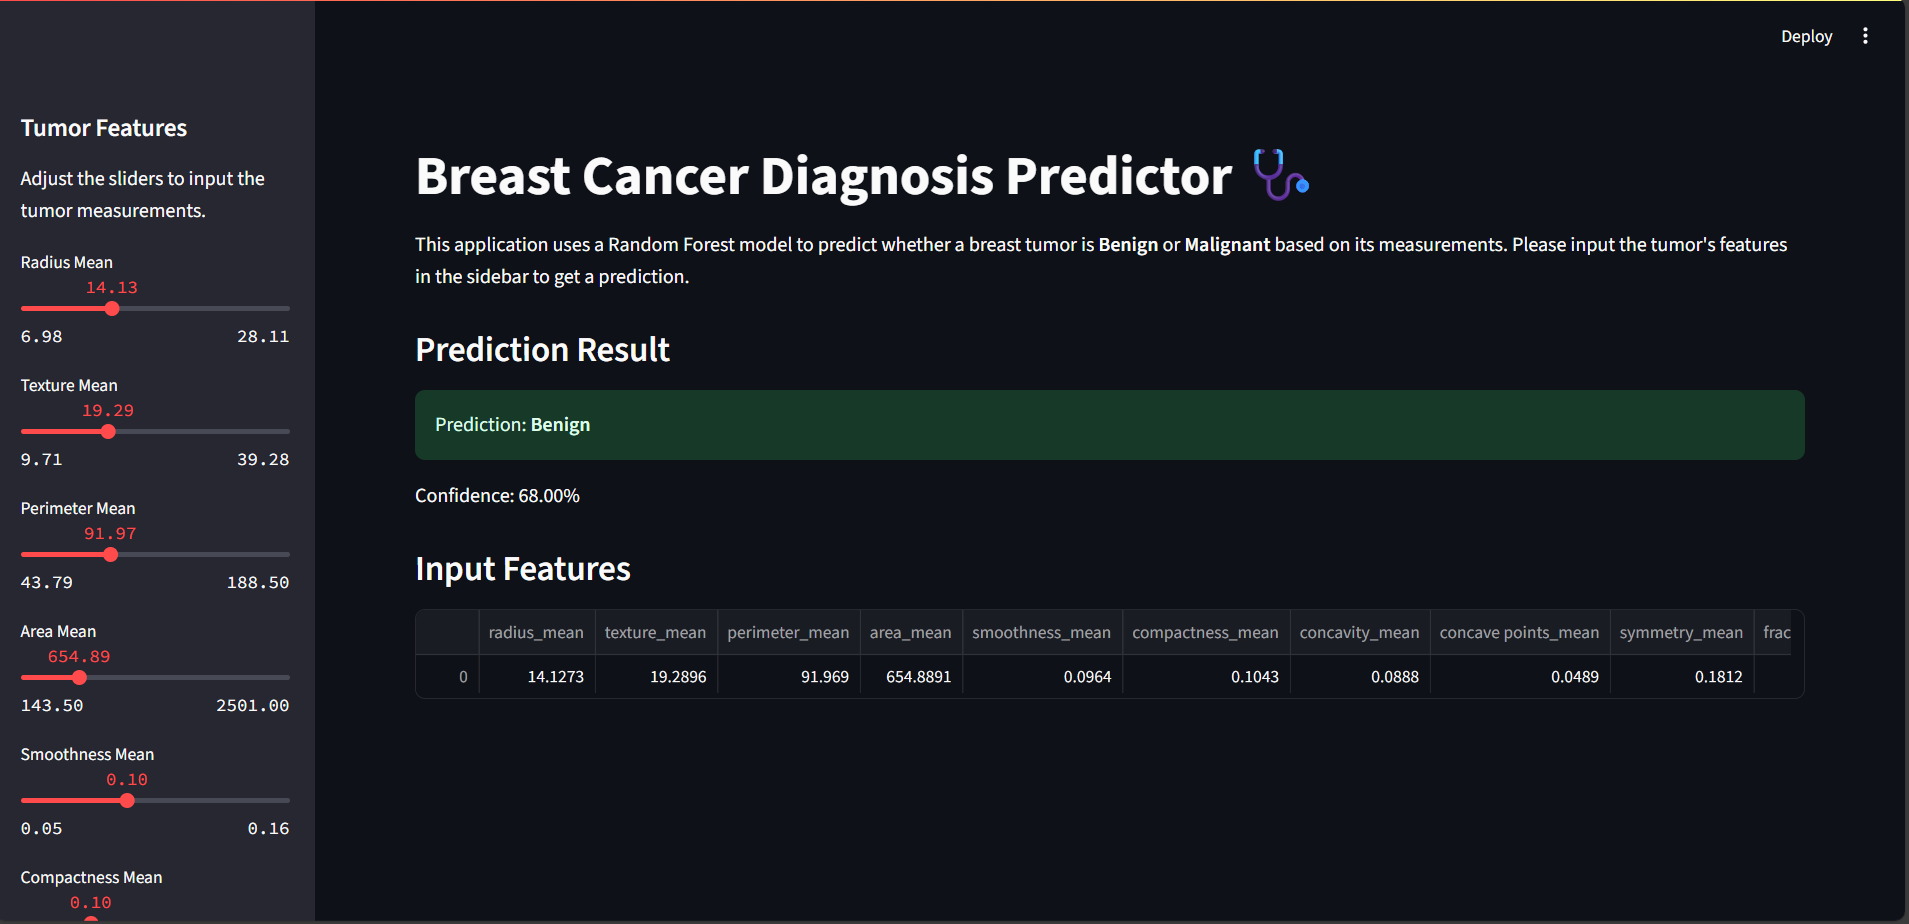 Deploy
Tumor Features
Adjust the sliders to input the
tumor measurements.
Radius Mean
14.13
6.98 28.11
Texture Mean
19.29
9.71 39.28
Perimeter Mean
91.97
43.79 188.50
Area Mean
654.89
143.50 2501.00
Smoothness Mean
0.10
0.05 0.16
Compactness Mean
0.10
Breast Cancer Diagnosis Predictor
This application uses a Random Forest model to predict whether a breast tumor is Benign or Malignant based on its measurements. Please input the tumor's features
in the sidebar to get a prediction.
Prediction Result
Prediction: Benign
Confidence: 68.00%
Input Features
radius_mean texture_mean perimeter_mean area_mean smoothness_mean compactness_mean concavity_mean concave points_mean symmetry_mean frac
0 14.1273 19.2896 91.969 654.8891 0.0964 0.1043 0.0888 0.0489 0.1812